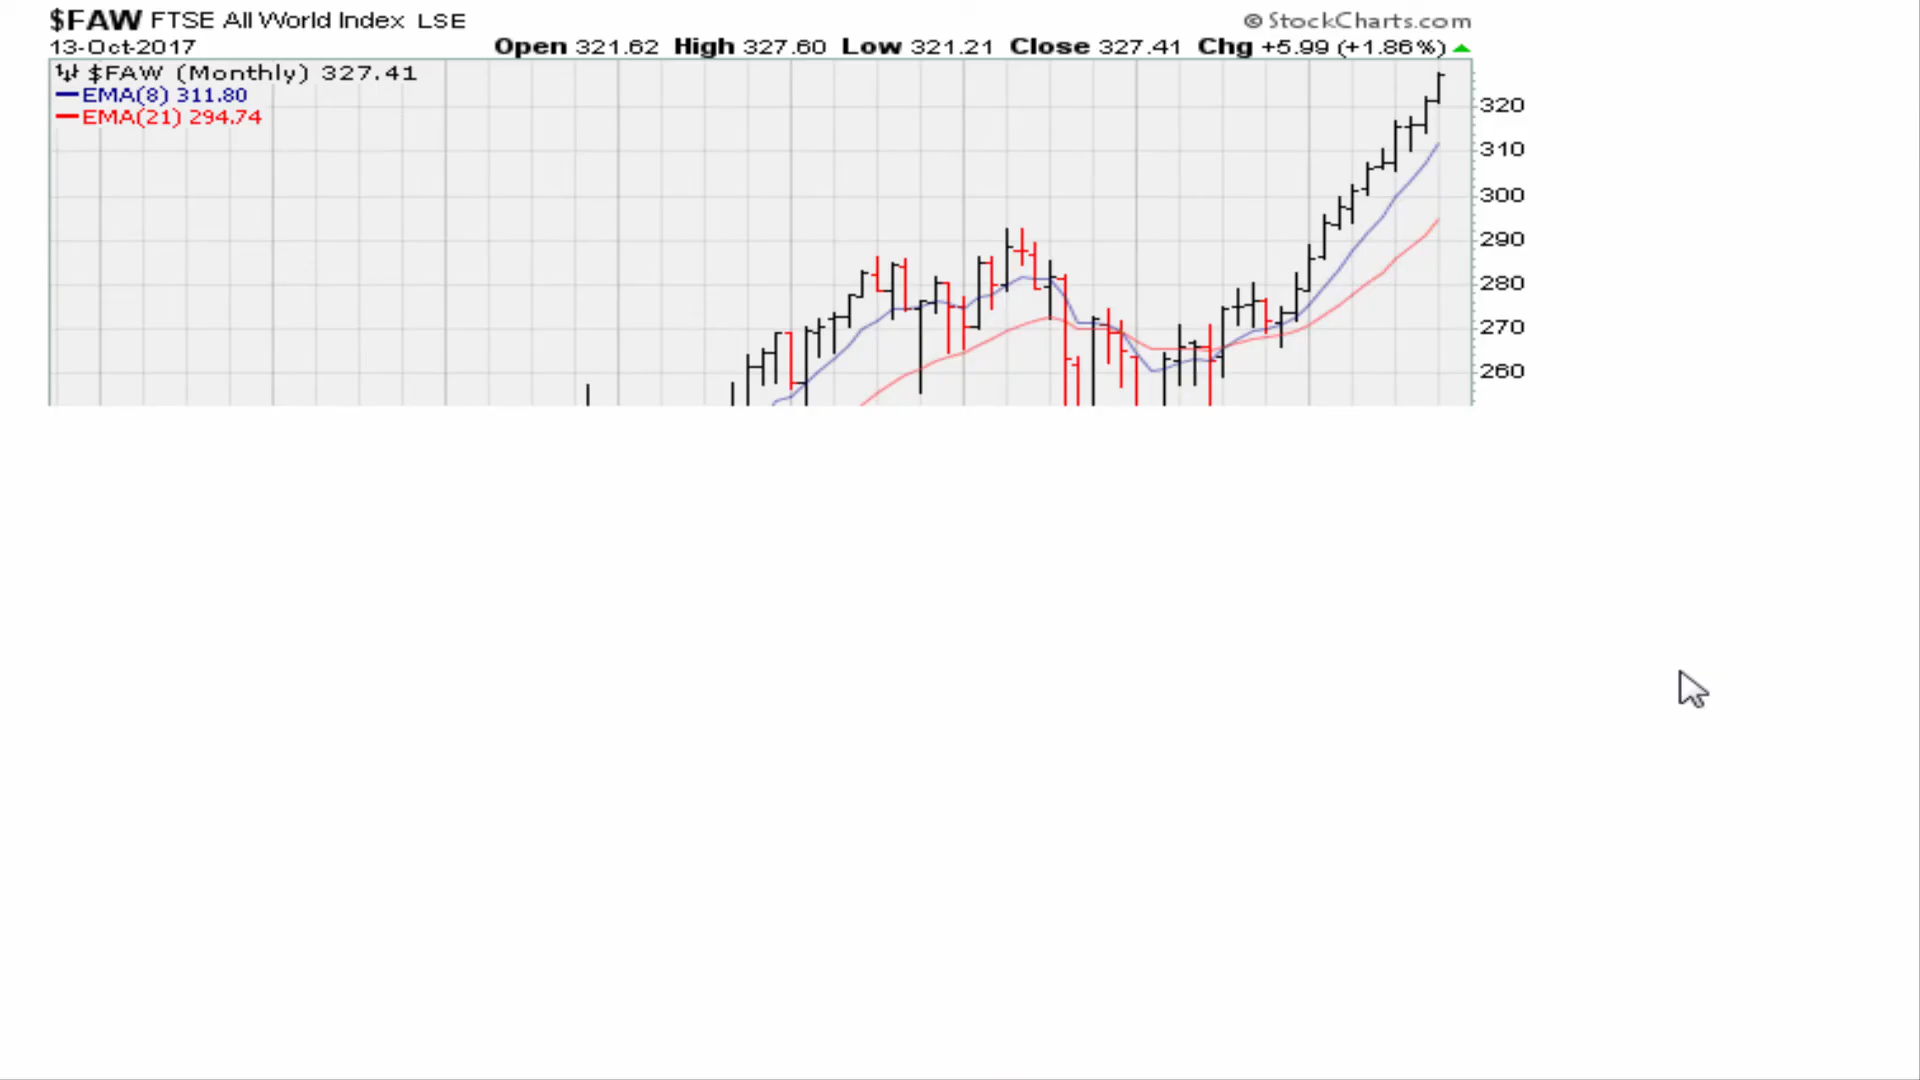 $FAW FTSE All World Index LSE © StockCharts.com
13-Oct-2017 Open 321.62 High 327.60 Low 321.21 Close 327.41 Chg +5.99 (+1.86%)
$FAW (Monthly) 327.41
EMA(8) 311.80
EMA(21) 294.74
320
310
300
290
280
270
260